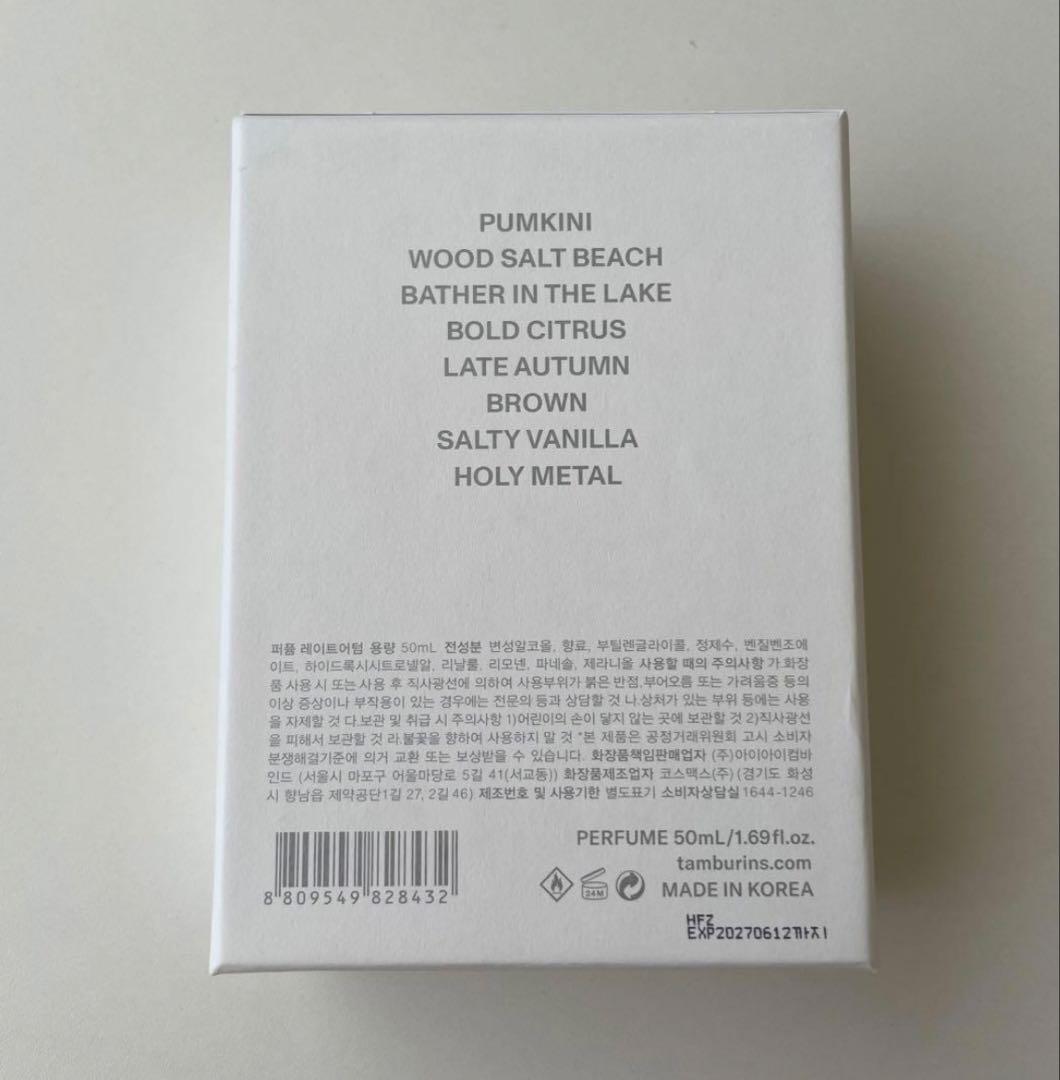 PUMKINI
WOOD SALT BEACH
BATHER IN THE LAKE
BOLD CITRUS
LATE AUTUMN
BROWN
SALTY VANILLA
HOLY METAL
퍼퓸 레이트어텀 용량 50mL 전성분 변성알코올, 향료, 부틸렌글라이콜, 정제수, 벤질벤조에
이트, 하이드록시시트로넬알, 리날룰, 리모넨, 파네솔, 제라니올 사용할 때의 주의사항 가.화장
품 사용 시 또는 사용 후 직사광선에 의하여 사용부위가 붉은 반점, 부어오름 또는 가려움증 등의
이상 증상이나 부작용이 있는 경우에는 전문의 등과 상담할 것 나.상처가 있는 부위 등에는 사용
을 자제할 것 다.보관 및 취급 시 주의사항 1)어린이의 손이 닿지 않는 곳에 보관할 것 2)직사광선
을 피해서 보관할 것 라.불꽃을 향하여 사용하지 말 것 *본 제품은 공정거래위원회 고시 소비자
분쟁해결기준에 의거 교환 또는 보상받을 수 있습니다. 화장품책임판매업자 (주)아이아이컴바
인드 (서울시 마포구 어울마당로 5길 41(서교동)) 화장품제조업자 코스맥스(주) (경기도 화성
시 향남읍 제약공단1길 27, 2길 46) 제조번호 및 사용기한 별도표기 소비자상담실 1644-1246
PERFUME 50mL/1.69fl.oz.
tamburins.com
24M
MADE IN KOREA
8 809549 828432
HFZ
EXP20270612까지